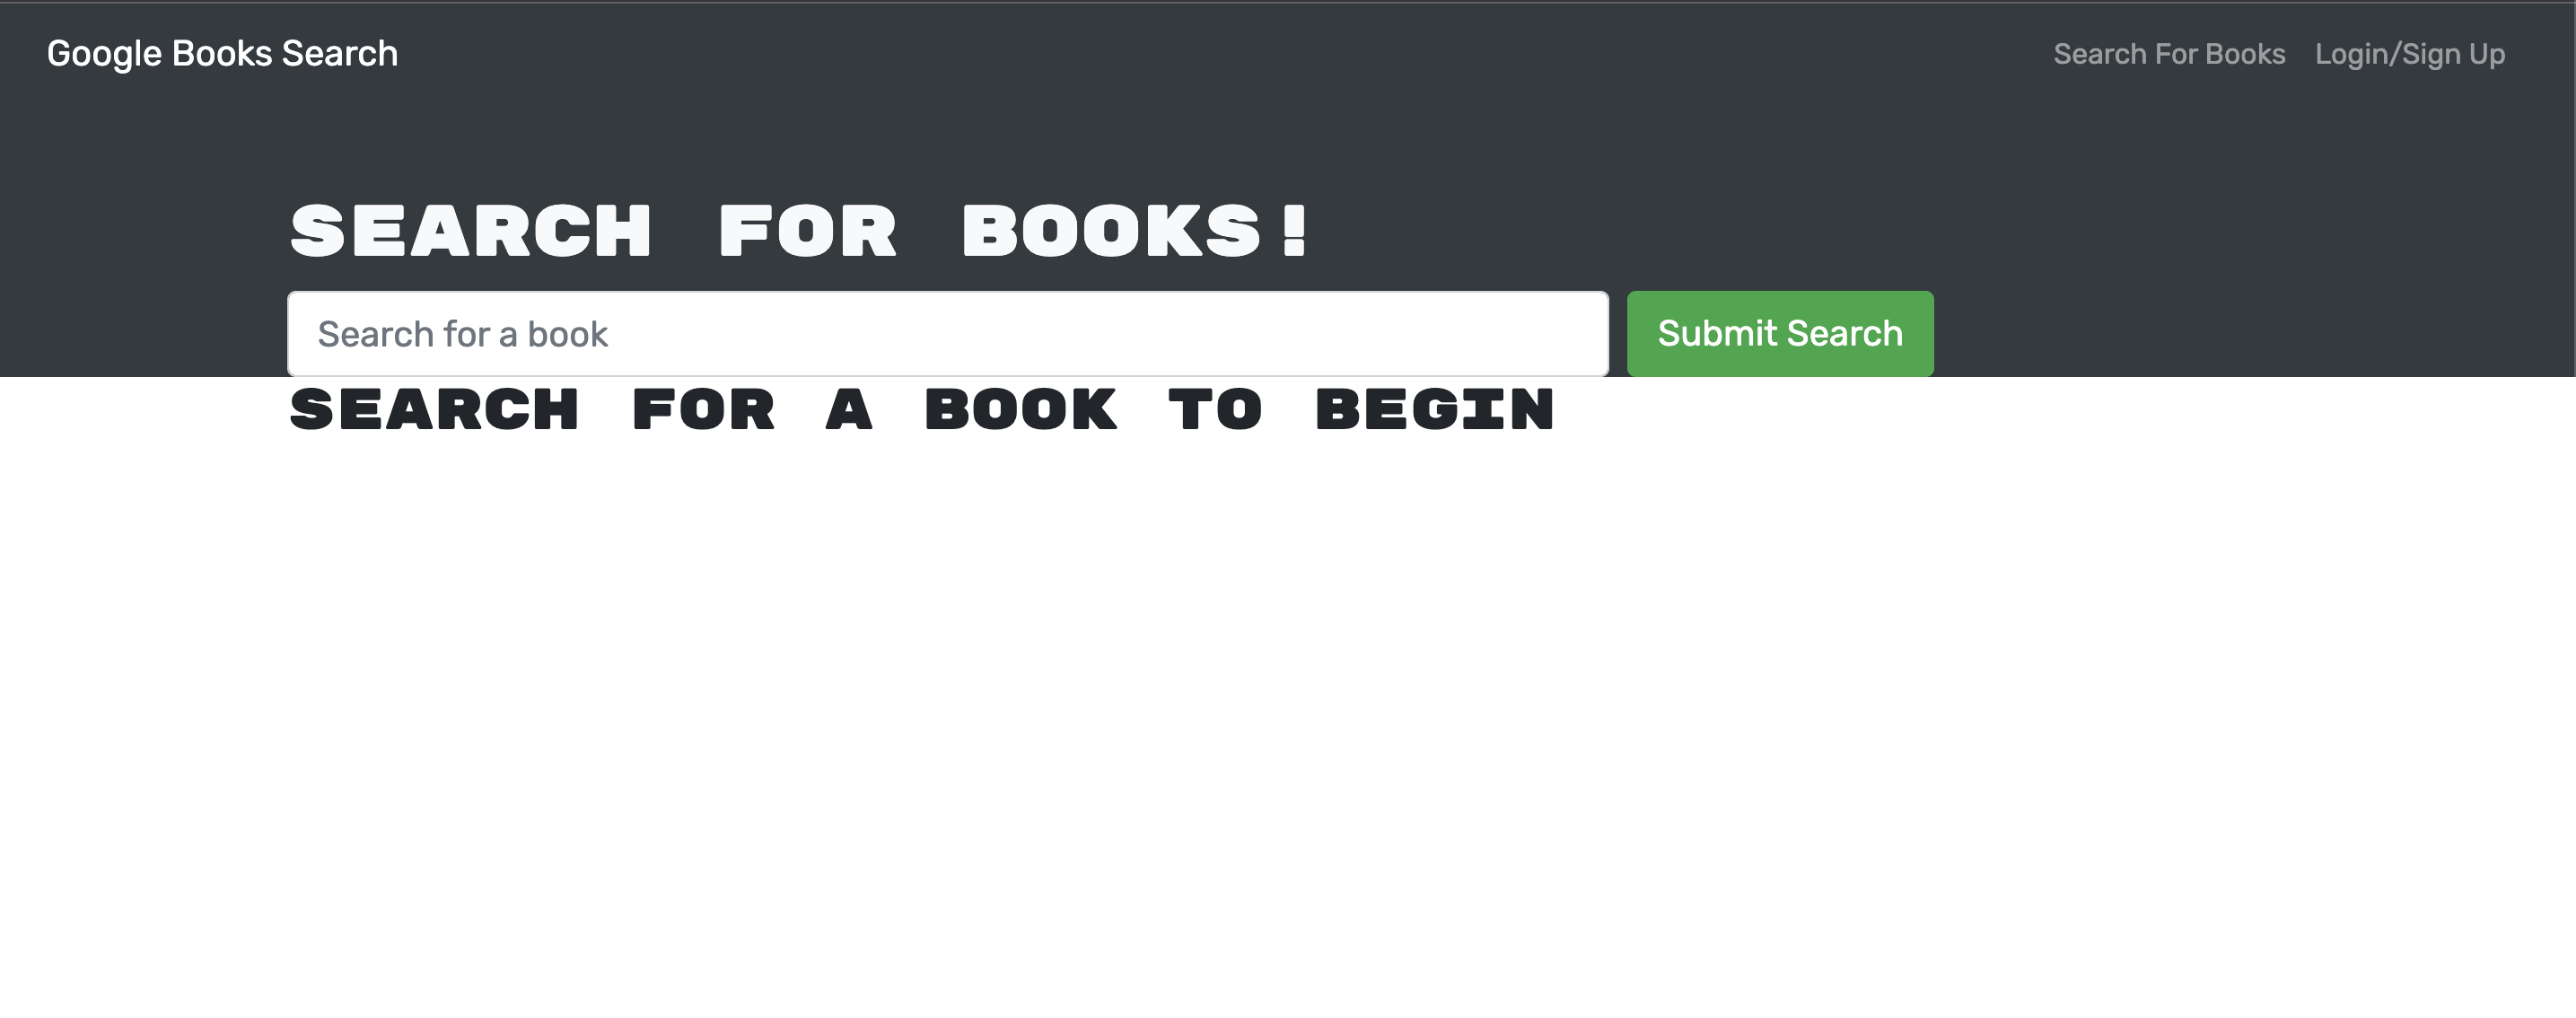 Google Books Search
Search For Books
Login/Sign Up
SEARCH FOR BOOKS!
Search for a book
Submit Search
SEARCH FOR A BOOK TO BEGIN